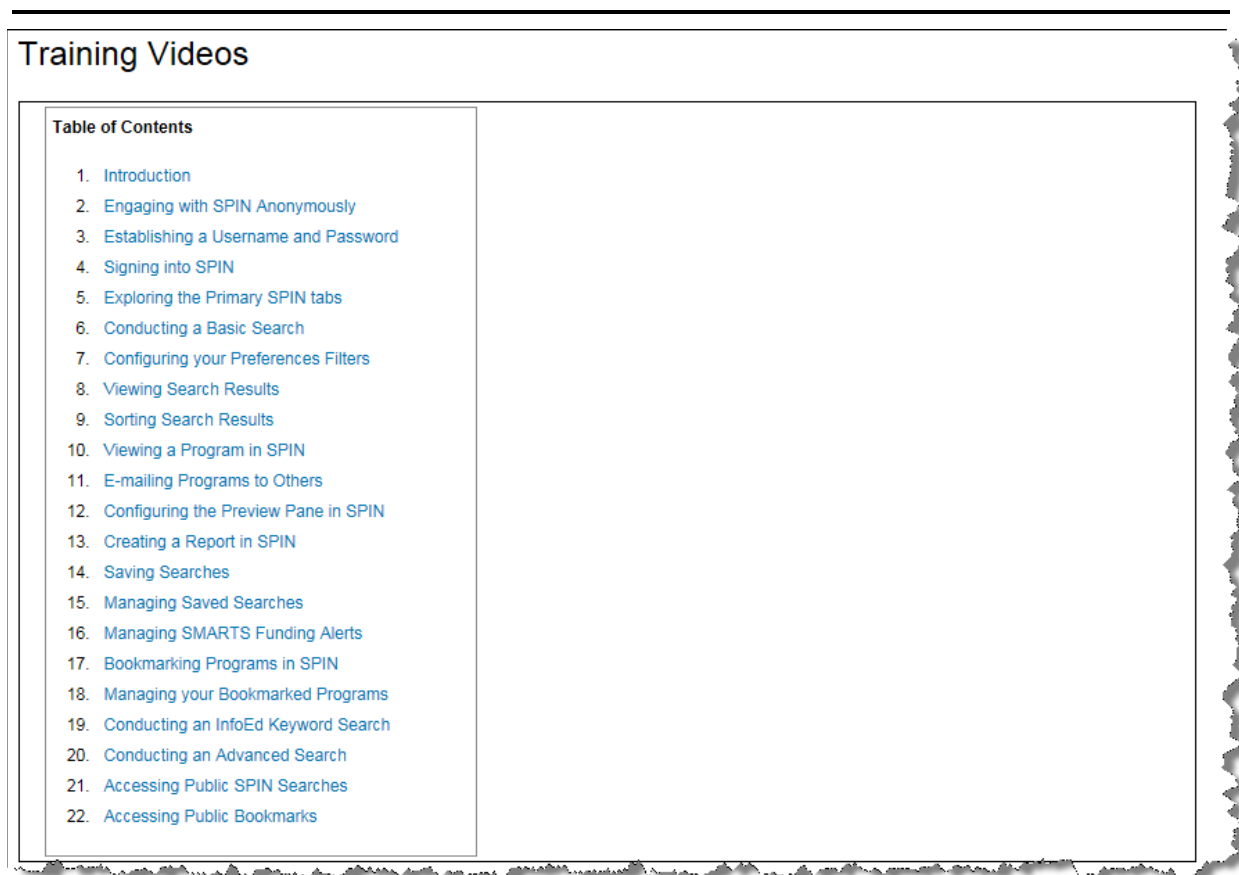 Training Videos
Table of Contents
1. Introduction
2. Engaging with SPIN Anonymously
3. Establishing a Username and Password
4. Signing into SPIN
5. Exploring the Primary SPIN tabs
6. Conducting a Basic Search
7. Configuring your Preferences Filters
8. Viewing Search Results
9. Sorting Search Results
10. Viewing a Program in SPIN
11. E-mailing Programs to Others
12. Configuring the Preview Pane in SPIN
13. Creating a Report in SPIN
14. Saving Searches
15. Managing Saved Searches
16. Managing SMARTS Funding Alerts
17. Bookmarking Programs in SPIN
18. Managing your Bookmarked Programs
19. Conducting an InfoEd Keyword Search
20. Conducting an Advanced Search
21. Accessing Public SPIN Searches
22. Accessing Public Bookmarks